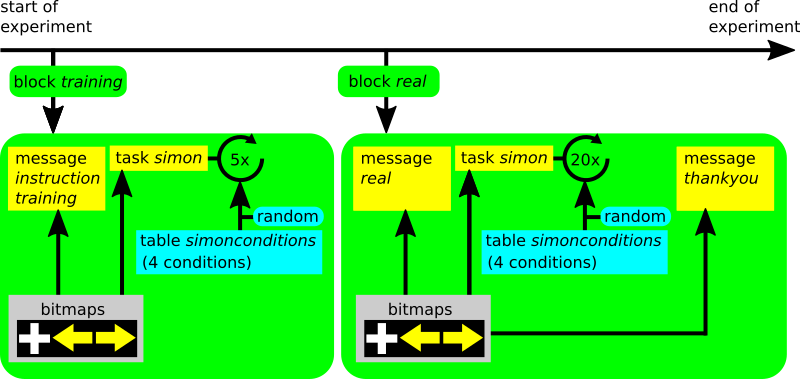 start of
experiment
end of
experiment
block training
block real
message
instruction
training
task simon
5x
random
table simonconditions
(4 conditions)
bitmaps
message
real
task simon
20x
message
thankyou
random
table simonconditions
(4 conditions)
bitmaps